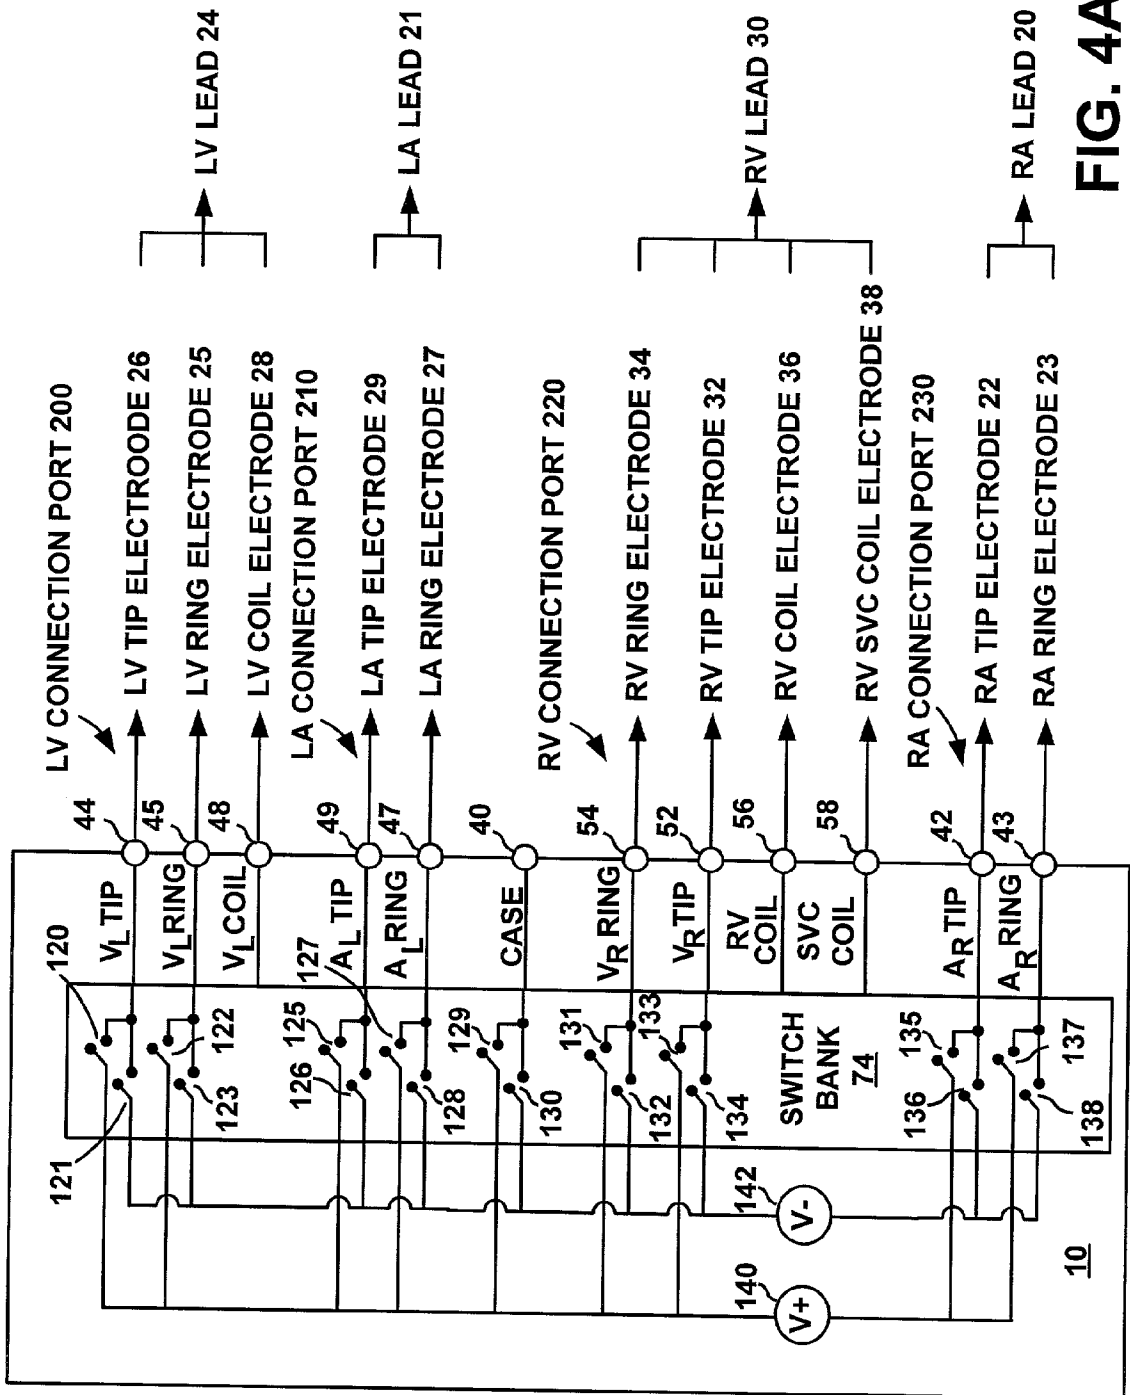 LV CONNECTION PORT 200
44
LV TIP ELECTROODE 26
45
LV RING ELECTRODE 25
48
LV COIL ELECTRODE 28
LV LEAD 24
LA CONNECTION PORT 210
49
LA TIP ELECTRODE 29
47
LA RING ELECTRODE 27
LA LEAD 21
40
RV CONNECTION PORT 220
54
RV RING ELECTRODE 34
52
RV TIP ELECTRODE 32
56
RV COIL ELECTRODE 36
58
RV SVC COIL ELECTRODE 38
RV LEAD 30
RA CONNECTION PORT 230
42
RA TIP ELECTRODE 22
43
RA RING ELECTRODE 23
RA LEAD 20
VL TIP
VL RING
VL COIL
AL TIP
AL RING
CASE
VR RING
VR TIP
RV COIL
SVC COIL
AR TIP
AR RING
120
121
122
123
125
126
127
128
129
130
131
132
133
134
SWITCH
BANK
74
135
136
137
138
140
V+
142
V-
10
FIG. 4A